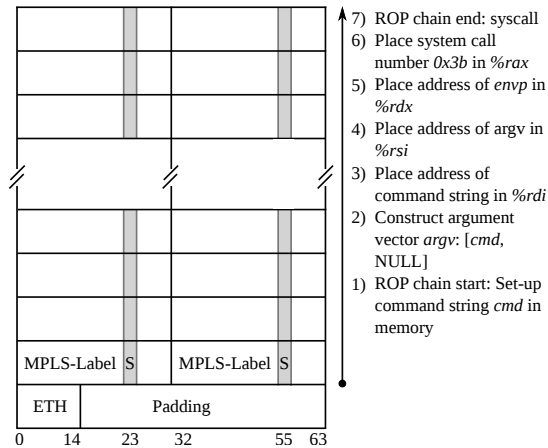 7) ROP chain end: syscall
6) Place system call
number 0x3b in %rax
5) Place address of envp in
%rdx
4) Place address of argv in
%rsi
3) Place address of
command string in %rdi
2) Construct argument
vector argv: [cmd,
NULL]
1) ROP chain start: Set-up
command string cmd in
memory
MPLS-Label S MPLS-Label S
ETH Padding
0 14 23 32 55 63